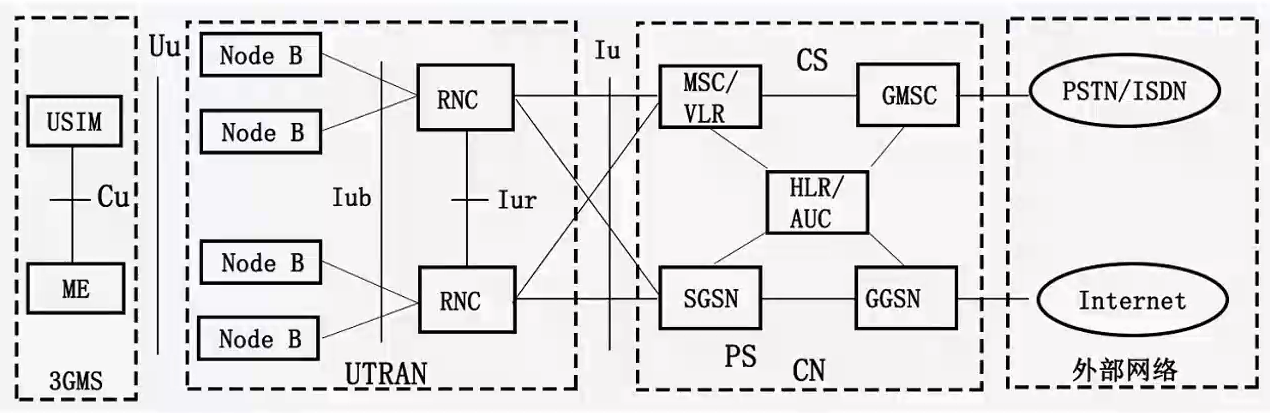 USIM
Cu
ME
3GMS
Uu
Node B
Node B
Node B
Node B
Iub
RNC
Iur
RNC
UTRAN
Iu
CS
MSC/
VLR
GMSC
HLR/
AUC
SGSN
GGSN
PS
CN
PSTN/ISDN
Internet
外部网络